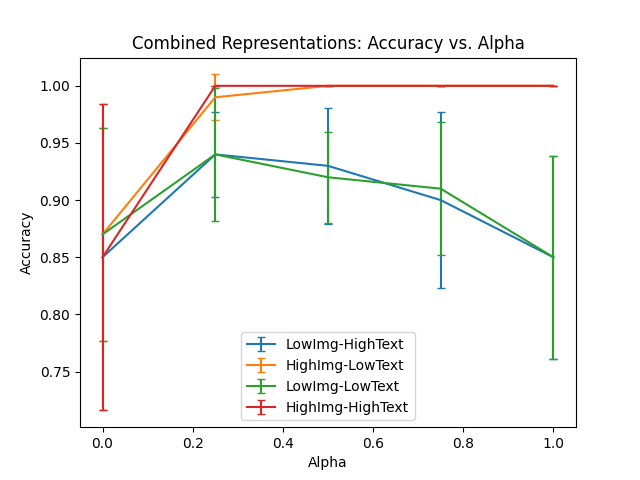 Combined Representations: Accuracy vs. Alpha
1.00
0.95
0.90
0.85
0.80
0.75
Accuracy
LowImg-HighText
HighImg-LowText
LowImg-LowText
HighImg-HighText
0.0 0.2 0.4 0.6 0.8 1.0
Alpha